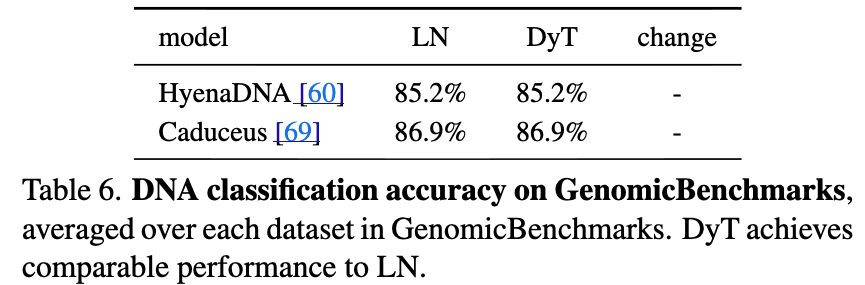 model LN DyT change
HyenaDNA [60] 85.2% 85.2% -
Caduceus [69] 86.9% 86.9% -
Table 6. DNA classification accuracy on GenomicBenchmarks,
averaged over each dataset in GenomicBenchmarks. DyT achieves
comparable performance to LN.